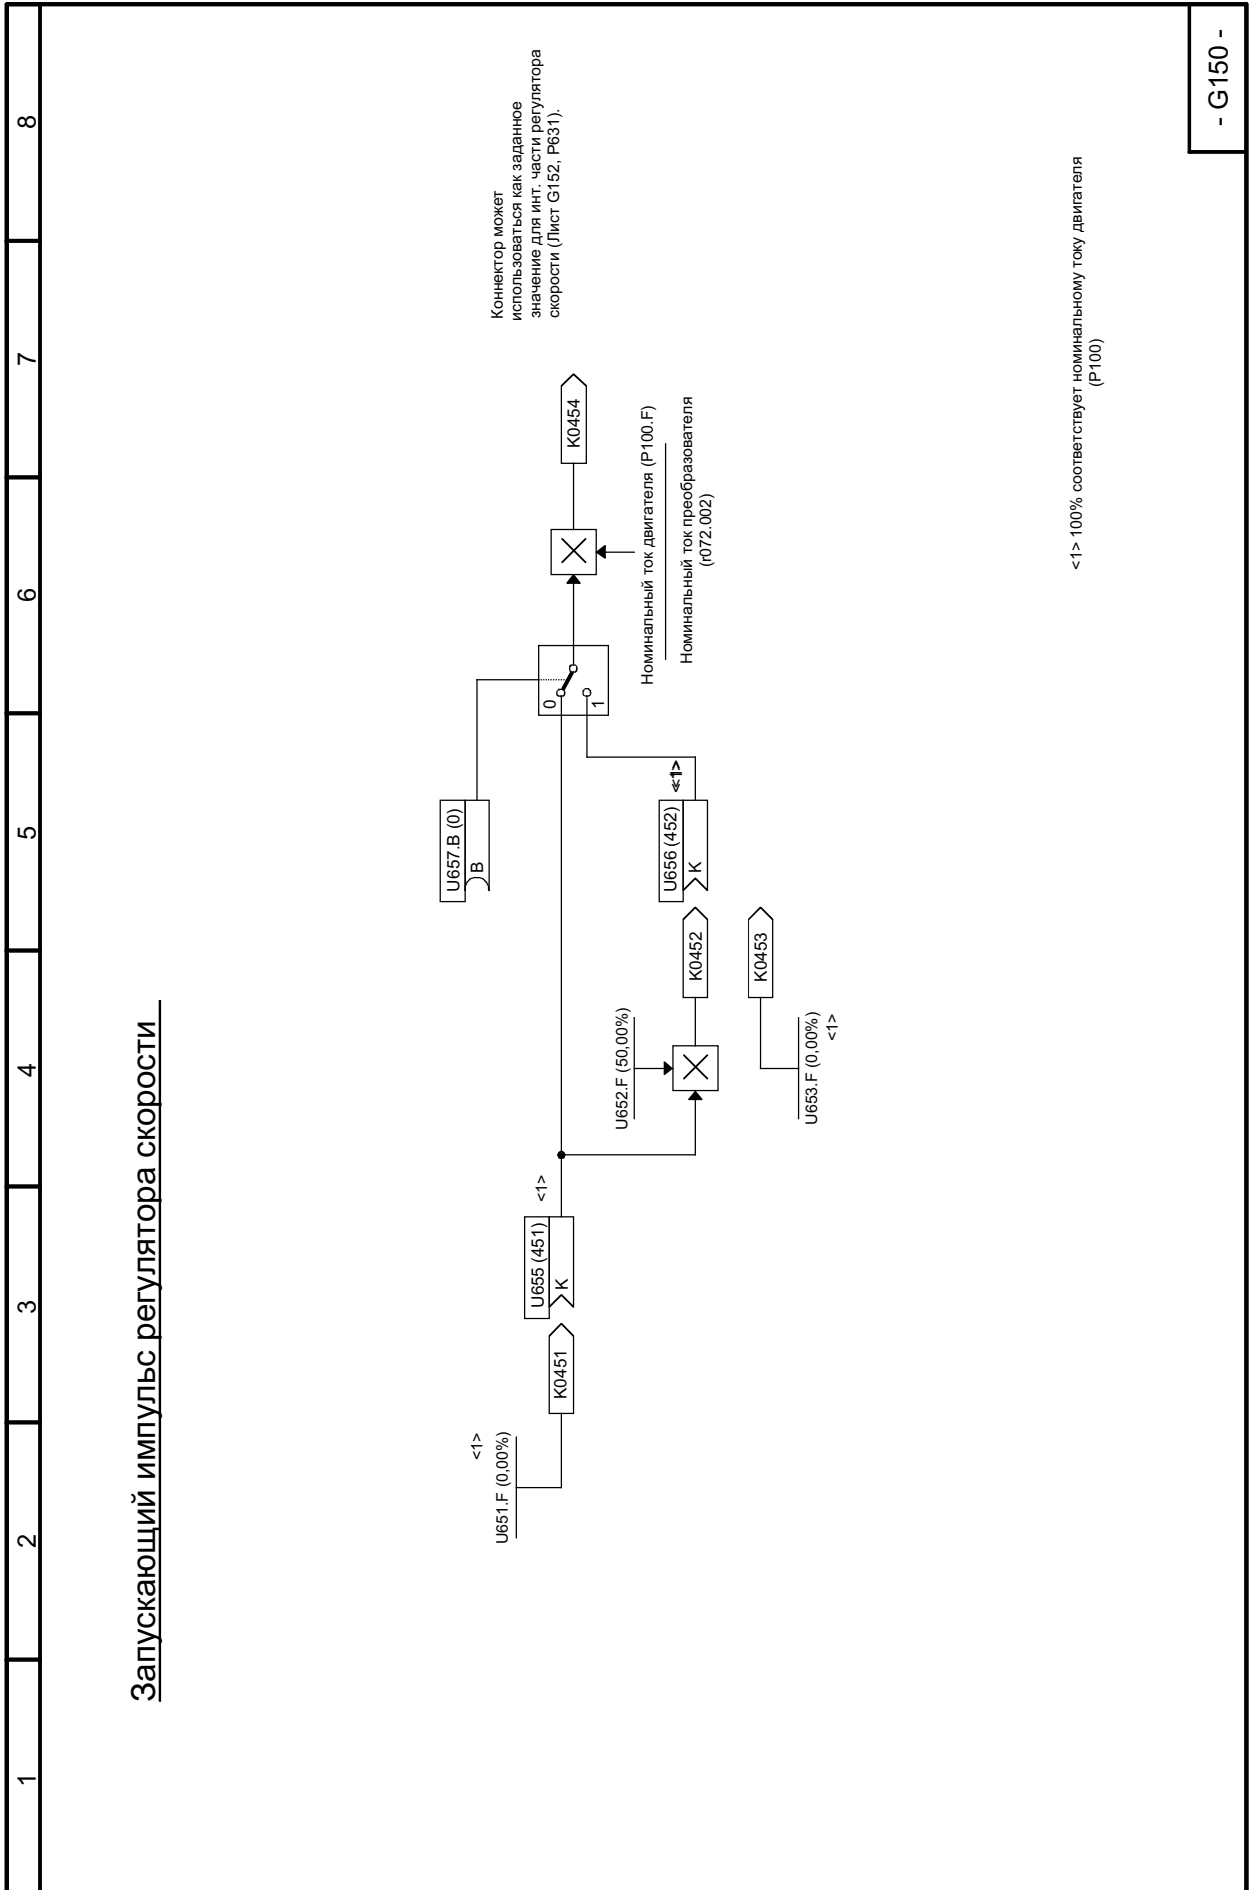 1
2
3
4
5
6
7
8
Запускающий импульс регулятора скорости
<1>
U651.F (0,00%)
K0451
U655 (451)
K
<1>
U652.F (50,00%)
K0452
K0453
U653.F (0,00%)
<1>
U657.B (0)
B
U656 (452)
K
<1>
0
1
Номинальный ток двигателя (P100.F)
Номинальный ток преобразователя
(r072.002)
K0454
Коннектор может
использоваться как заданное
значение для инт. части регулятора
скорости (Лист G152, P631).
<1> 100% соответствует номинальному току двигателя
(P100)
- G150 -